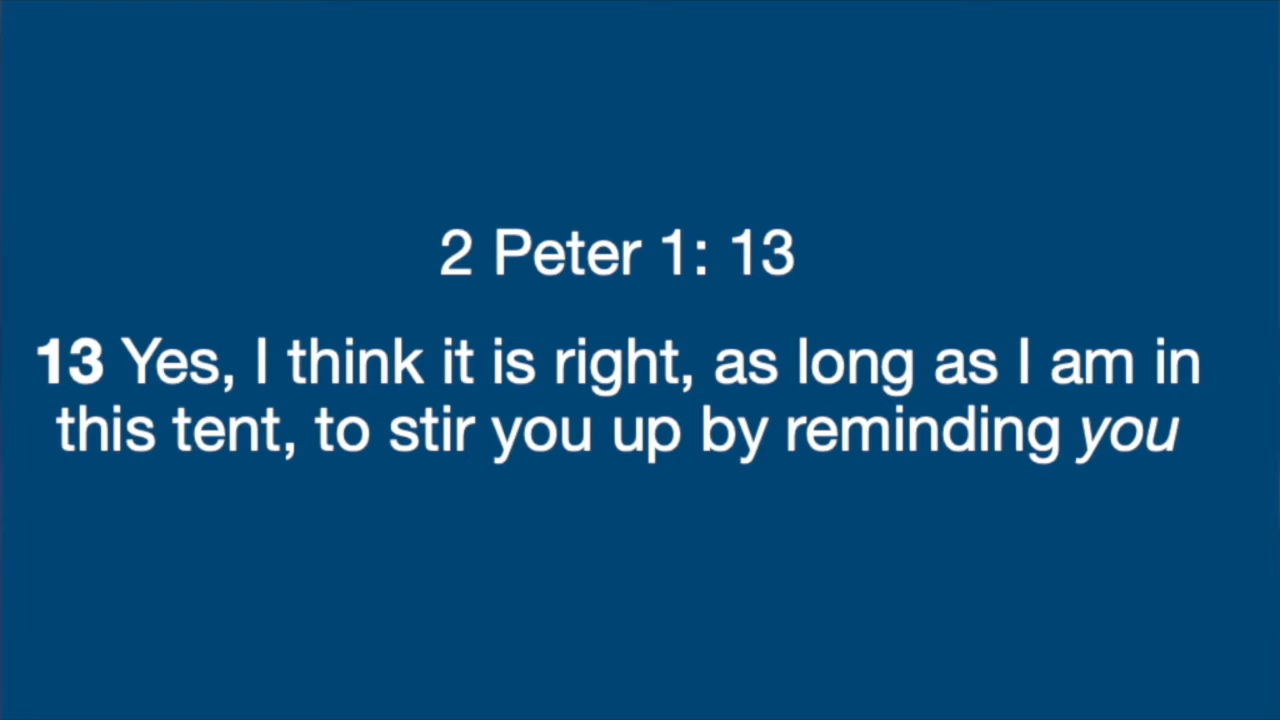 2 Peter 1: 13
13 Yes, I think it is right, as long as I am in
this tent, to stir you up by reminding you